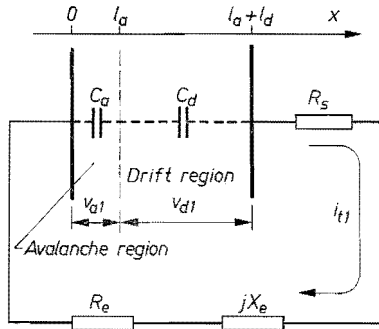 0 l_a l_a + l_d x
C_a C_d R_s
Drift region
v_a1 v_d1 i_t1
Avalanche region
R_e jX_e